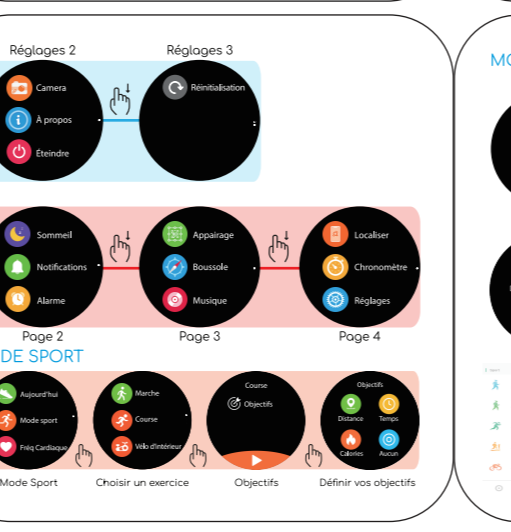 Réglages 2
Réglages 3
Camera
À propos
Éteindre
Réinitialisation
Sommeil
Notifications
Alarme
Appairage
Boussole
Musique
Localiser
Chronomètre
Réglages
Page 2
Page 3
Page 4
DE SPORT
Aujourd'hui
Mode sport
Fréq Cardiaque
Marche
Course
Vélo d'intérieur
Course
Objectifs
Objectifs
Distance
Temps
Calories
Aucun
Mode Sport
Choisir un exercice
Objectifs
Définir vos objectifs
MO